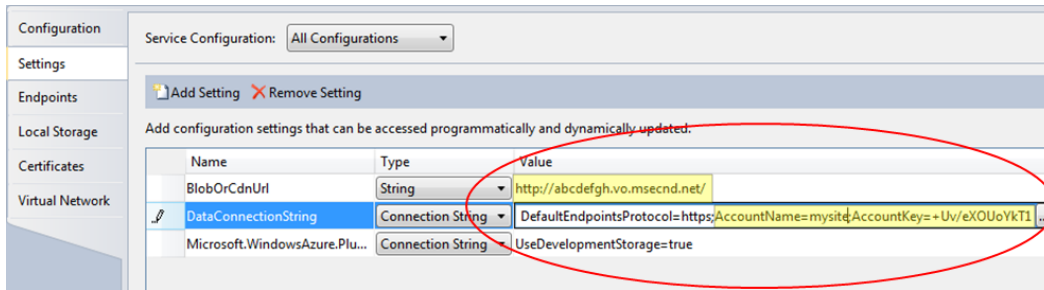 Configuration
Settings
Endpoints
Local Storage
Certificates
Virtual Network
Service Configuration: All Configurations
Add Setting Remove Setting
Add configuration settings that can be accessed programmatically and dynamically updated.
Name Type Value
BlobOrCdnUrl String http://abcdefgh.vo.msecnd.net/
DataConnectionString Connection String DefaultEndpointsProtocol=https;AccountName=mysite;AccountKey=+Uv/eXOUoYkT1 ...
Microsoft.WindowsAzure.Plu... Connection String UseDevelopmentStorage=true